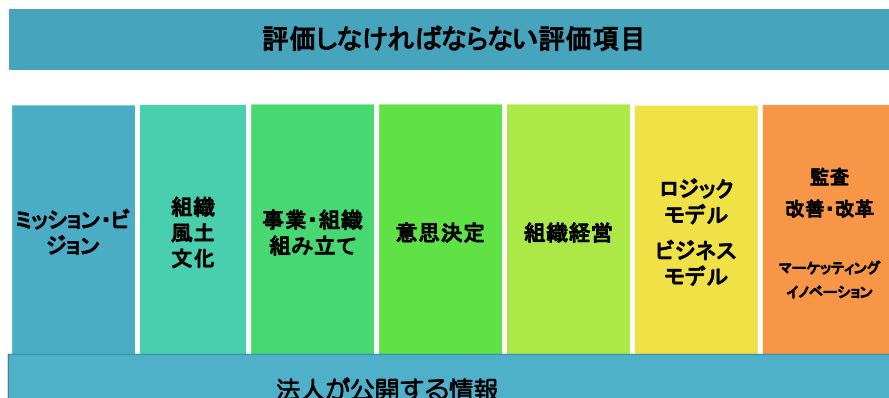 評価しなければならない評価項目
ミッション・ビ
ジョン
組織
風土
文化
事業・組織
組み立て
意思決定
組織経営
ロジック
モデル
ビジネス
モデル
監査
改善・改革
マーケッティング
イノベーション
法人が公開する情報